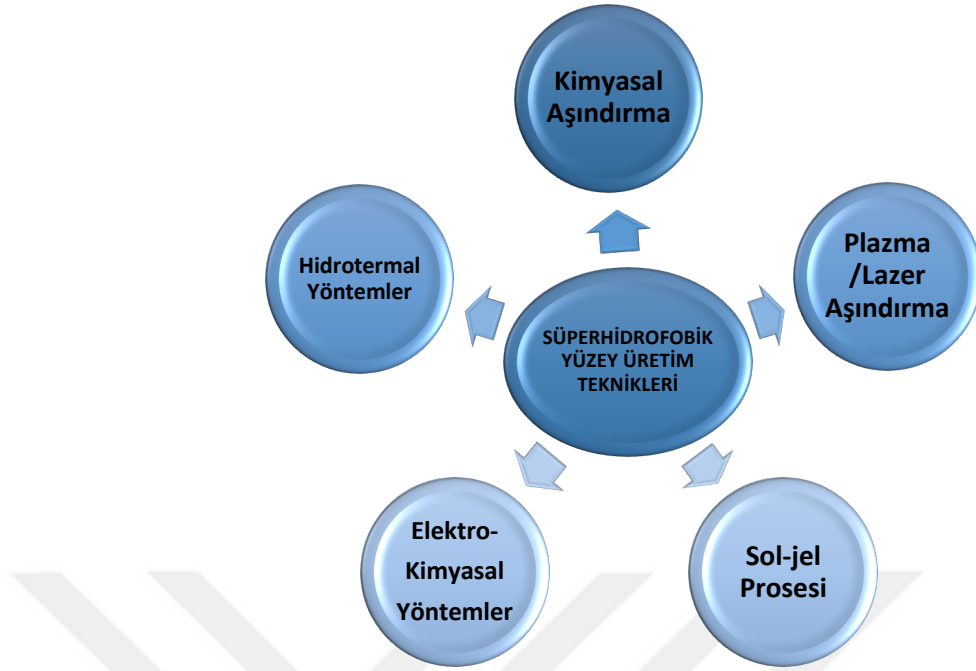 Kimyasal
Aşındırma
Hidrotermal
Yöntemler
Plazma
/Lazer
Aşındırma
SÜPERHİDROFOBİK
YÜZEY ÜRETİM
TEKNİKLERİ
Elektro-
Kimyasal
Yöntemler
Sol-jel
Prosesi